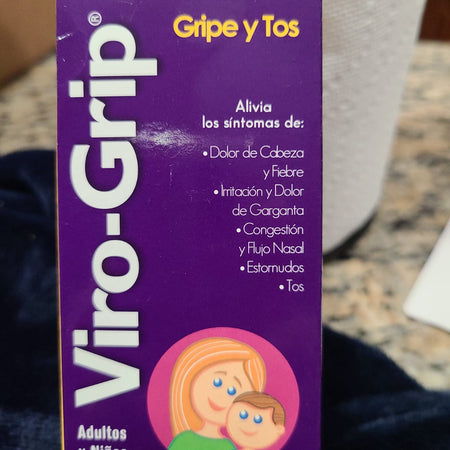 Viro-Grip®
Gripe y Tos
Alivia
los síntomas de:
• Dolor de Cabeza
y Fiebre
• Irritación y Dolor
de Garganta
• Congestión
y Flujo Nasal
• Estornudos
• Tos
Adultos
y Niños